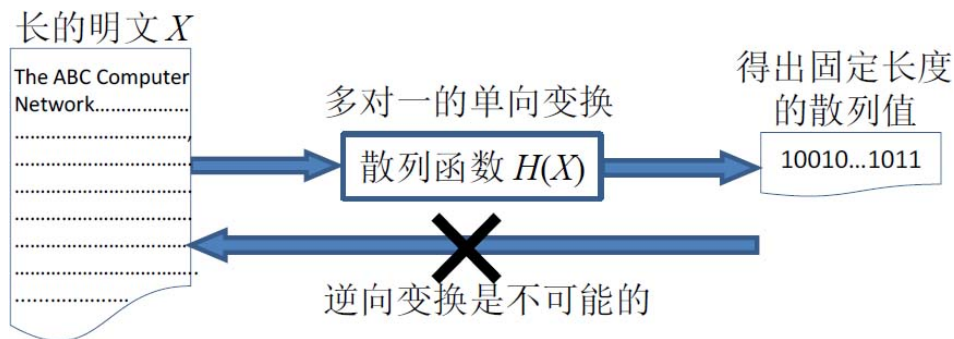 长的明文 X
The ABC Computer
Network..................
得出固定长度
的散列值
多对一的单向变换
散列函数 H(X)
10010...1011
逆向变换是不可能的